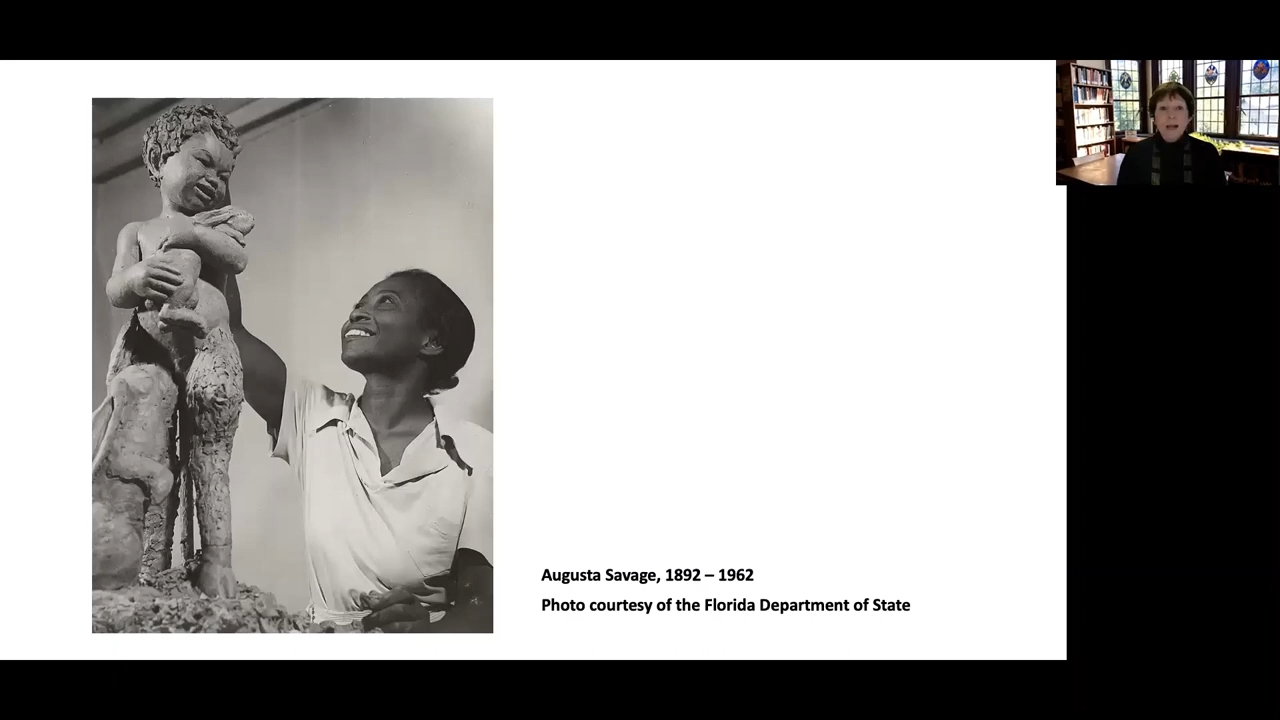 Augusta Savage, 1892 – 1962
Photo courtesy of the Florida Department of State